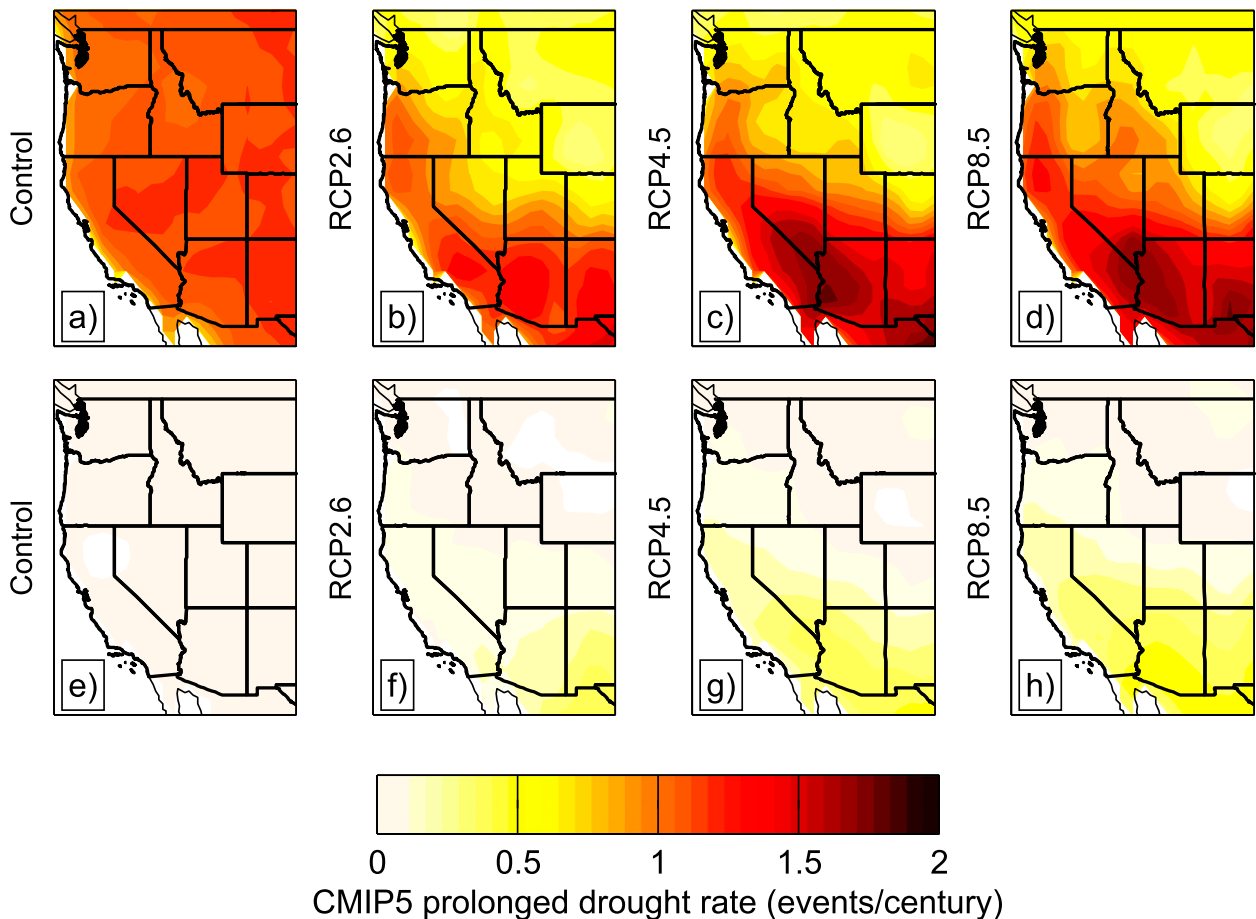 Control
a)
RCP2.6
b)
RCP4.5
c)
RCP8.5
d)
Control
e)
RCP2.6
f)
RCP4.5
g)
RCP8.5
h)
0 0.5 1 1.5 2
CMIP5 prolonged drought rate (events/century)